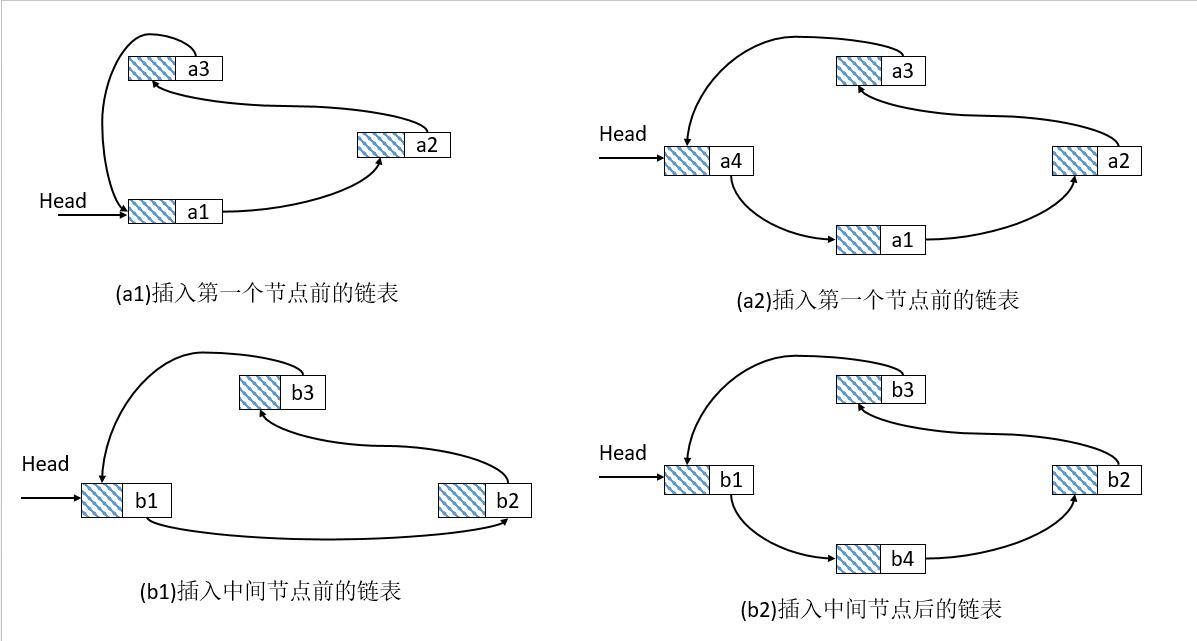 a3
a2
Head
a1
(a1)插入第一个节点前的链表
a3
Head
a4
a2
a1
(a2)插入第一个节点前的链表
b3
Head
b1
b2
(b1)插入中间节点前的链表
b3
Head
b1
b2
b4
(b2)插入中间节点后的链表